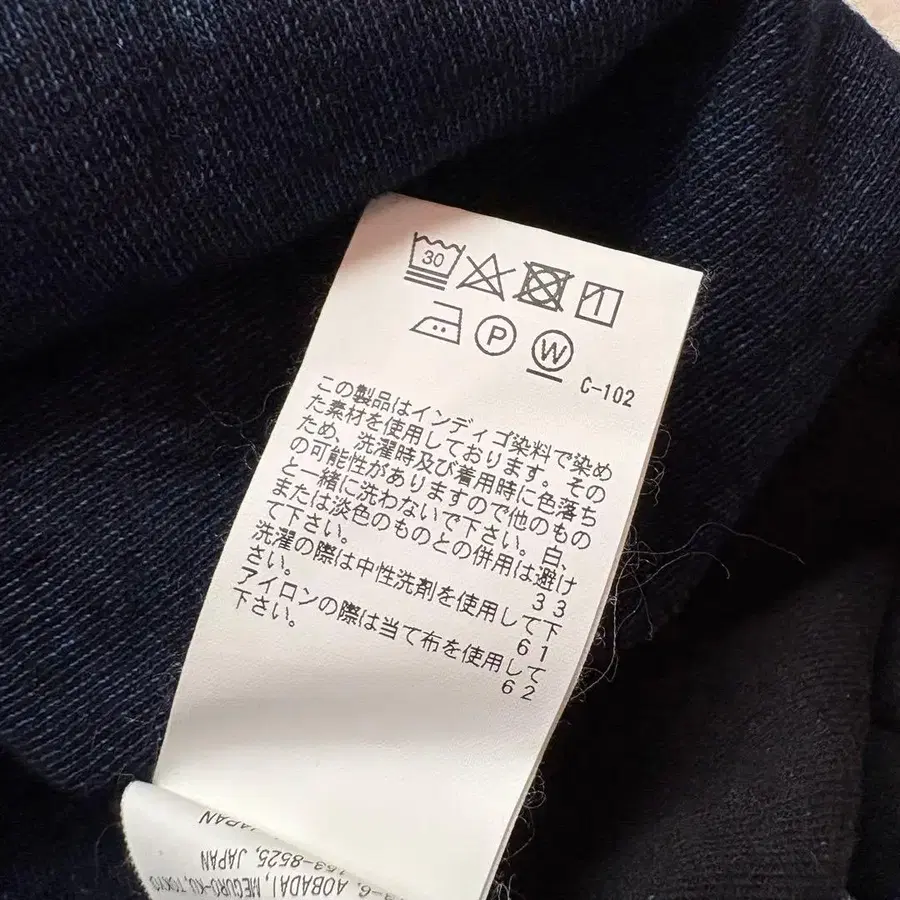 30
P W
C-102
この製品はインディゴ染料で染め
た素材を使用しております。その
ため、洗濯時及び着用時に色落ち
の可能性がありますので他のもの
と一緒に洗わないで下さい。白、
または淡色のものとの併用は避け
て下さい。 33
洗濯の際は中性洗剤を使用して下
さい。 61
アイロンの際は当て布を使用して
下さい。 62
AOBADAI, MEGURO-KU, TOKYO
153-8525, JAPAN
JAPAN